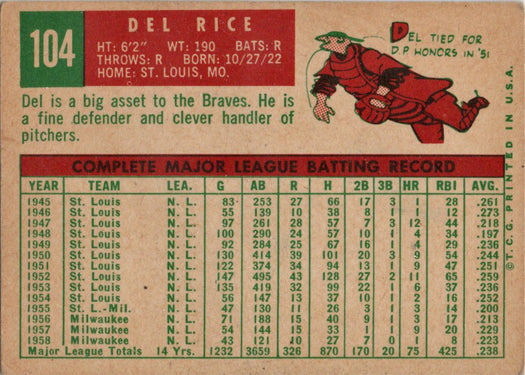 104
DEL RICE
HT: 6'2" WT: 190 BATS: R
THROWS: R BORN: 10/27/22
HOME: ST. LOUIS, MO.
DEL TIED FOR
D.P. HONORS IN '51
Del is a big asset to the Braves. He is
a fine defender and clever handler of
pitchers.
COMPLETE MAJOR LEAGUE BATTING RECORD
YEAR TEAM LEA. G AB R H 2B 3B HR RBI AVG.
1945 St. Louis N. L. 83 253 27 66 17 3 1 28 .261
1946 St. Louis N. L. 55 139 10 38 8 1 1 12 .273
1947 St. Louis N. L. 97 261 28 57 7 3 12 44 .218
1948 St. Louis N. L. 100 290 24 57 10 1 4 34 .197
1949 St. Louis N. L. 92 284 25 67 16 1 4 29 .236
1950 St. Louis N. L. 130 414 39 101 20 3 9 54 .244
1951 St. Louis N. L. 122 374 34 94 13 1 9 47 .251
1952 St. Louis N. L. 147 495 43 128 27 2 11 65 .259
1953 St. Louis N. L. 135 419 32 99 22 1 6 37 .236
1954 St. Louis N. L. 56 147 13 37 10 1 2 16 .252
1955 St. L.-Mil. N. L.
1956 Milwaukee N. L. 71 188 15 40 9 1 3 17 .213
1957 Milwaukee N. L. 54 144 15 33 1 1 9 20 .229
1958 Milwaukee N. L. 43 121 10 27 7 0 1 8 .223
Major League Totals 14 Yrs. 1232 3659 326 870 170 20 75 425 .238
© T. C. G. PRINTED IN U. S. A.